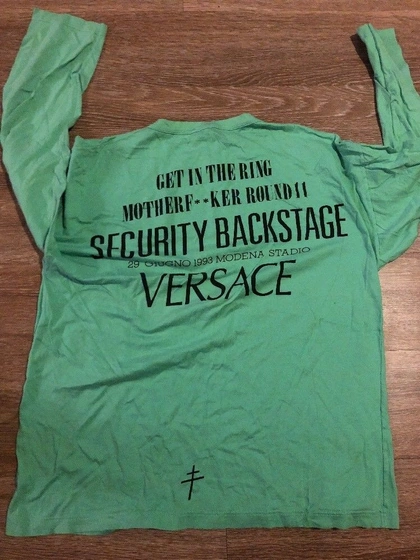 GET IN THE RING
MOTHERF**KER ROUND 11
SECURITY BACKSTAGE
29 GIUGNO 1993 MODENA STADIO
VERSACE